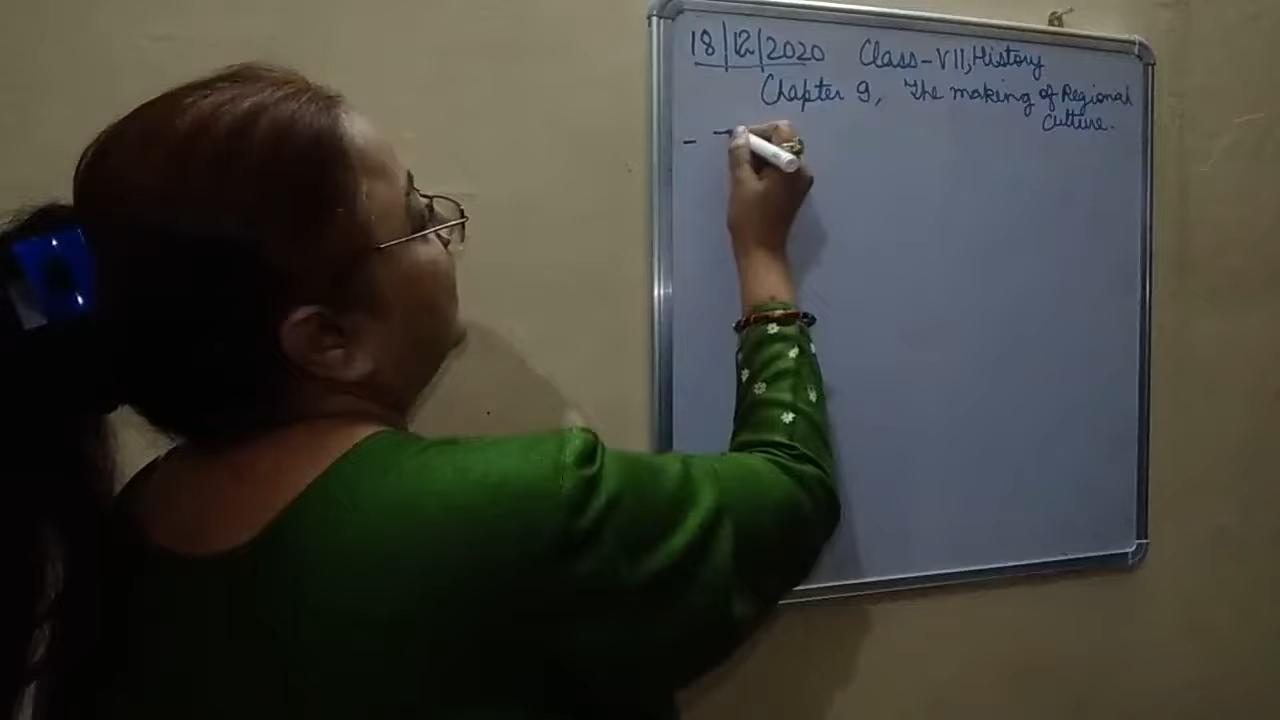 18/12/2020 Class-VII, History
Chapter 9, The making of Regional
Culture.